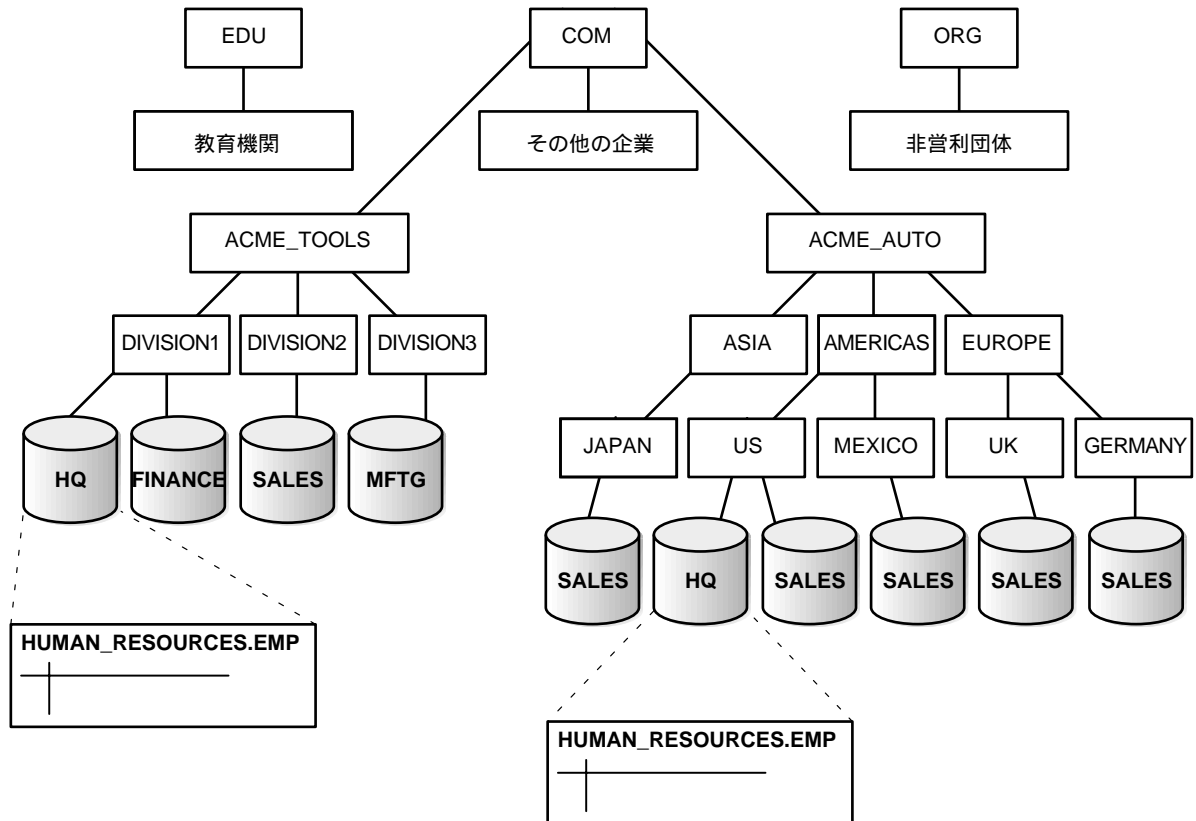 EDU
COM
ORG
教育機関
その他の企業
非営利団体
ACME_TOOLS
ACME_AUTO
DIVISION1
DIVISION2
DIVISION3
ASIA
AMERICAS
EUROPE
JAPAN
US
MEXICO
UK
GERMANY
HQ
FINANCE
SALES
MFTG
SALES
HQ
SALES
SALES
SALES
SALES
HUMAN_RESOURCES.EMP
HUMAN_RESOURCES.EMP